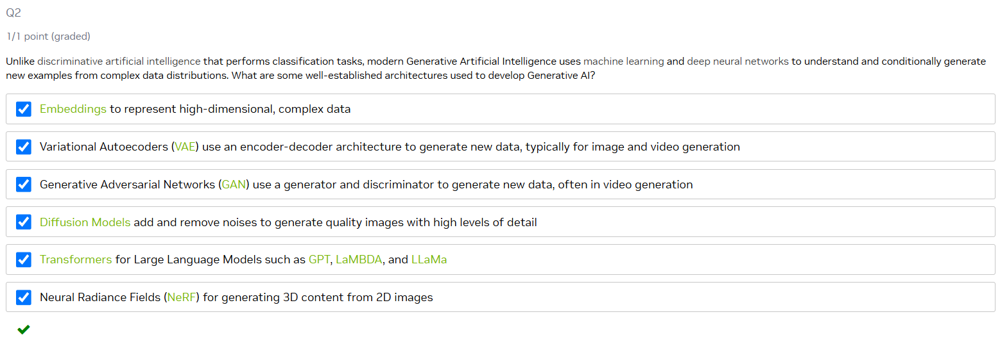 Q2
1/1 point (graded)
Unlike discriminative artificial intelligence that performs classification tasks, modern Generative Artificial Intelligence uses machine learning and deep neural networks to understand and conditionally generate
new examples from complex data distributions. What are some well-established architectures used to develop Generative AI?
Embeddings to represent high-dimensional, complex data
Variational Autoecoders (VAE) use an encoder-decoder architecture to generate new data, typically for image and video generation
Generative Adversarial Networks (GAN) use a generator and discriminator to generate new data, often in video generation
Diffusion Models add and remove noises to generate quality images with high levels of detail
Transformers for Large Language Models such as GPT, LaMBDA, and LLaMa
Neural Radiance Fields (NeRF) for generating 3D content from 2D images